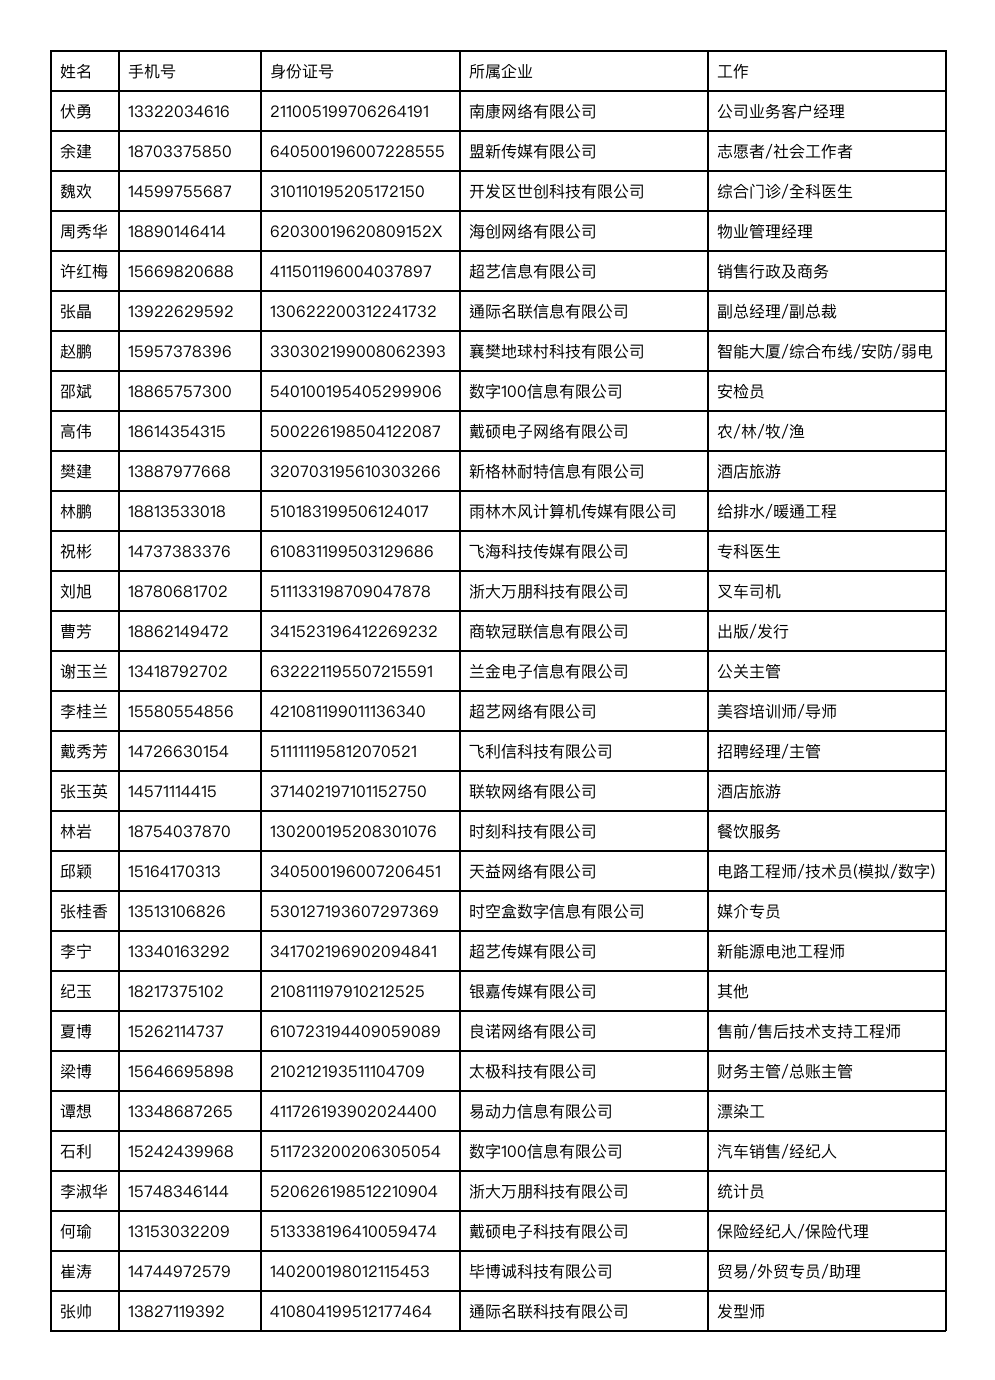 姓名 手机号 身份证号 所属企业 工作
伏勇 13322034616 211005199706264191 南康网络有限公司 公司业务客户经理
余建 18703375850 640500196007228555 盟新传媒有限公司 志愿者/社会工作者
魏欢 14599755687 310110195205172150 开发区世创科技有限公司 综合门诊/全科医生
周秀华 18890146414 62030019620809152X 海创网络有限公司 物业管理经理
许红梅 15669820688 411501196004037897 超艺信息有限公司 销售行政及商务
张晶 13922629592 130622200312241732 通际名联信息有限公司 副总经理/副总裁
赵鹏 15957378396 330302199008062393 襄樊地球村科技有限公司 智能大厦/综合布线/安防/弱电
邵斌 18865757300 540100195405299906 数字100信息有限公司 安检员
高伟 18614354315 500226198504122087 戴硕电子网络有限公司 农/林/牧/渔
樊建 13887977668 320703195610303266 新格林耐特信息有限公司 酒店旅游
林鹏 18813533018 510183199506124017 雨林木风计算机传媒有限公司 给排水/暖通工程
祝彬 14737383376 610831199503129686 飞海科技传媒有限公司 专科医生
刘旭 18780681702 511133198709047878 浙大万朋科技有限公司 叉车司机
曹芳 18862149472 341523196412269232 商软冠联信息有限公司 出版/发行
谢玉兰 13418792702 632221195507215591 兰金电子信息有限公司 公关主管
李桂兰 15580554856 421081199011136340 超艺网络有限公司 美容培训师/导师
戴秀芳 14726630154 511111195812070521 飞利信科技有限公司 招聘经理/主管
张玉英 14571114415 371402197101152750 联软网络有限公司 酒店旅游
林岩 18754037870 130200195208301076 时刻科技有限公司 餐饮服务
邱颖 15164170313 340500196007206451 天益网络有限公司 电路工程师/技术员(模拟/数字)
张桂香 13513106826 530127193607297369 时空盒数字信息有限公司 媒介专员
李宁 13340163292 341702196902094841 超艺传媒有限公司 新能源电池工程师
纪玉 18217375102 210811197910212525 银嘉传媒有限公司 其他
夏博 15262114737 610723194409059089 良诺网络有限公司 售前/售后技术支持工程师
梁博 15646695898 210212193511104709 太极科技有限公司 财务主管/总账主管
谭想 13348687265 411726193902024400 易动力信息有限公司 漂染工
石利 15242439968 511723200206305054 数字100信息有限公司 汽车销售/经纪人
李淑华 15748346144 520626198512210904 浙大万朋科技有限公司 统计员
何瑜 13153032209 513338196410059474 戴硕电子科技有限公司 保险经纪人/保险代理
崔涛 14744972579 140200198012115453 毕博诚科技有限公司 贸易/外贸专员/助理
张帅 13827119392 410804199512177464 通际名联科技有限公司 发型师